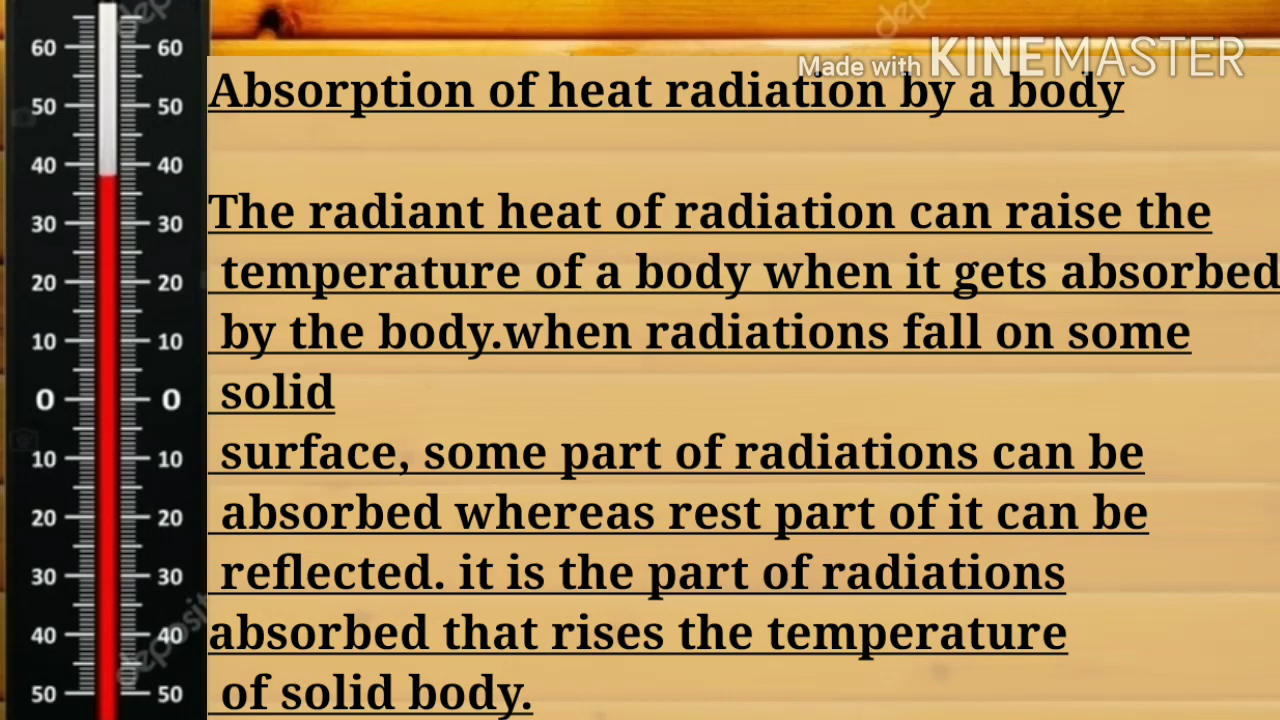 Made with KINEMASTER
Absorption of heat radiation by a body
The radiant heat of radiation can raise the
temperature of a body when it gets absorbed
by the body.when radiations fall on some
solid
surface, some part of radiations can be
absorbed whereas rest part of it can be
reflected. it is the part of radiations
absorbed that rises the temperature
of solid body.
60 60
50 50
40 40
30 30
20 20
10 10
0 0
10 10
20 20
30 30
40 40
50 50